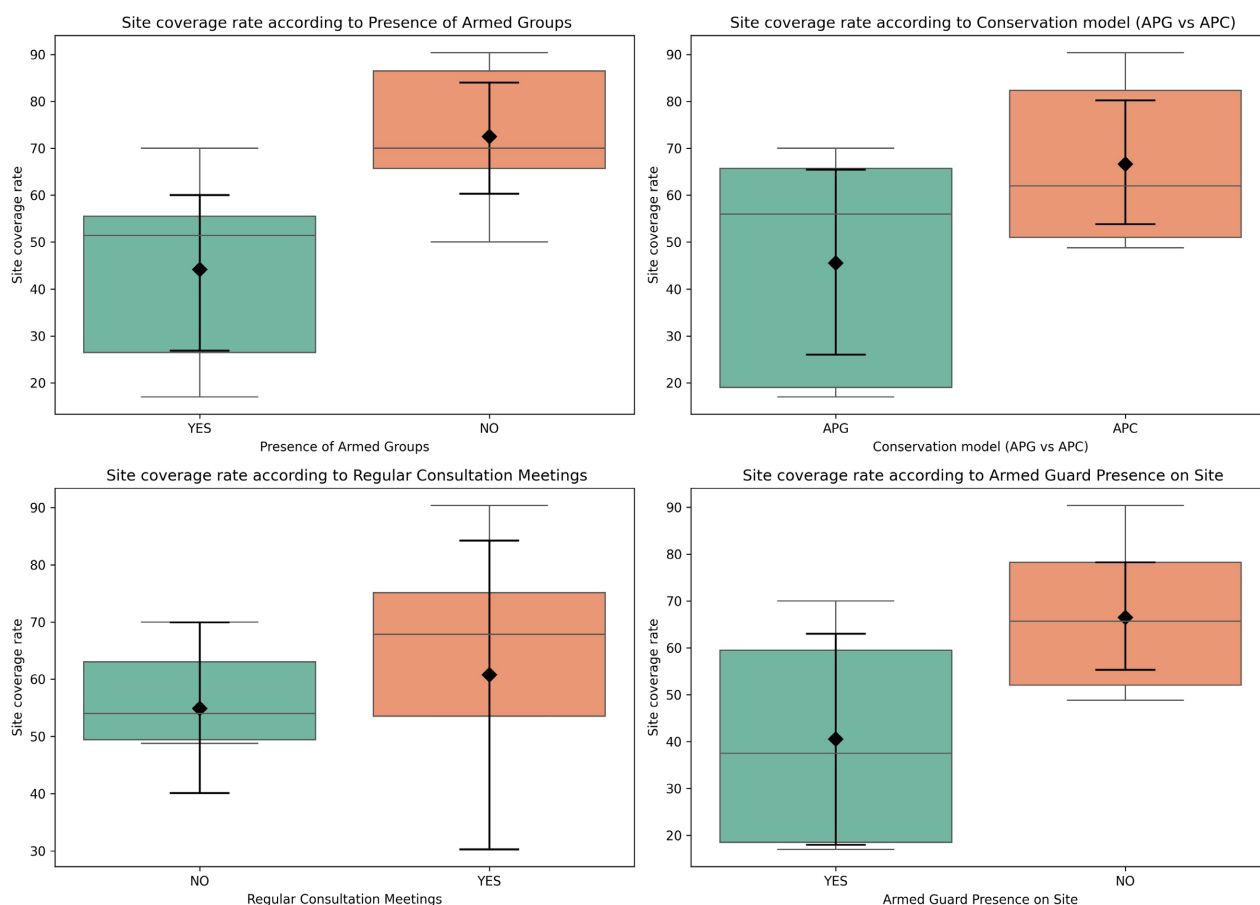 Site coverage rate according to Presence of Armed Groups
90
80
70
60
50
40
30
20
Site coverage rate
YES
NO
Presence of Armed Groups
Site coverage rate according to Conservation model (APG vs APC)
90
80
70
60
50
40
30
20
Site coverage rate
APG
APC
Conservation model (APG vs APC)
Site coverage rate according to Regular Consultation Meetings
90
80
70
60
50
40
30
Site coverage rate
NO
YES
Regular Consultation Meetings
Site coverage rate according to Armed Guard Presence on Site
90
80
70
60
50
40
30
20
Site coverage rate
YES
NO
Armed Guard Presence on Site